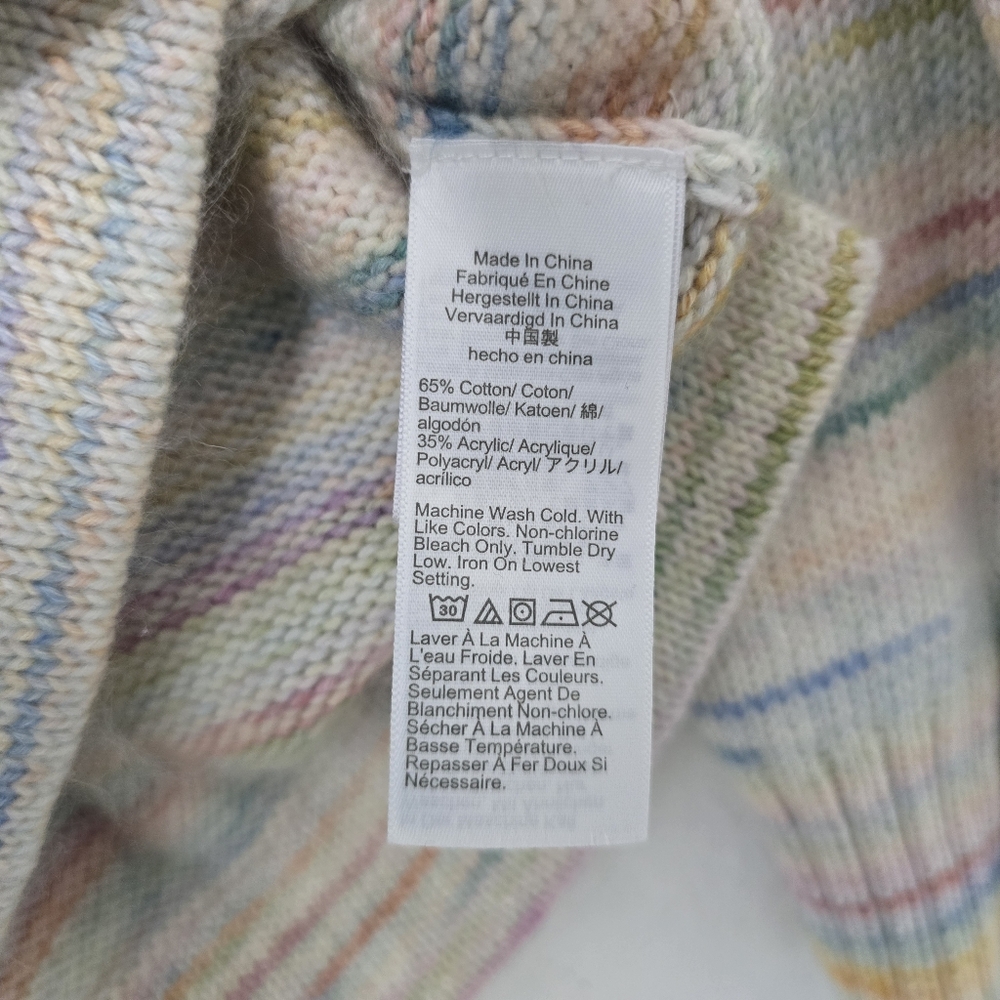 Made In China
Fabriqué En Chine
Hergestellt In China
Vervaardigd In China
中国製
hecho en china
65% Cotton/ Coton/
Baumwolle/ Katoen/ 綿/
algodón
35% Acrylic/ Acrylique/
Polyacryl/ Acryl/ アクリル/
acrílico
Machine Wash Cold. With
Like Colors. Non-chlorine
Bleach Only. Tumble Dry
Low. Iron On Lowest
Setting.
30
Laver À La Machine À
L'eau Froide. Laver En
Séparant Les Couleurs.
Seulement Agent De
Blanchiment Non-chlore.
Sécher À La Machine À
Basse Température.
Repasser À Fer Doux Si
Nécessaire.